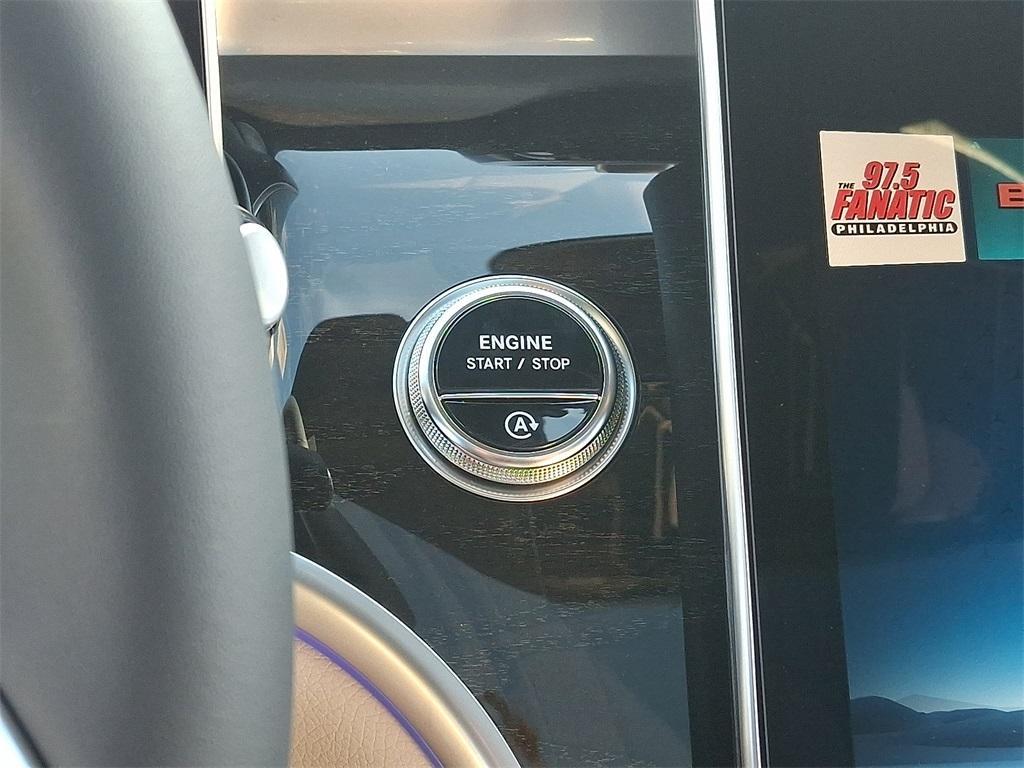 ENGINE
START / STOP
A
THE 97.5
FANATIC
PHILADELPHIA